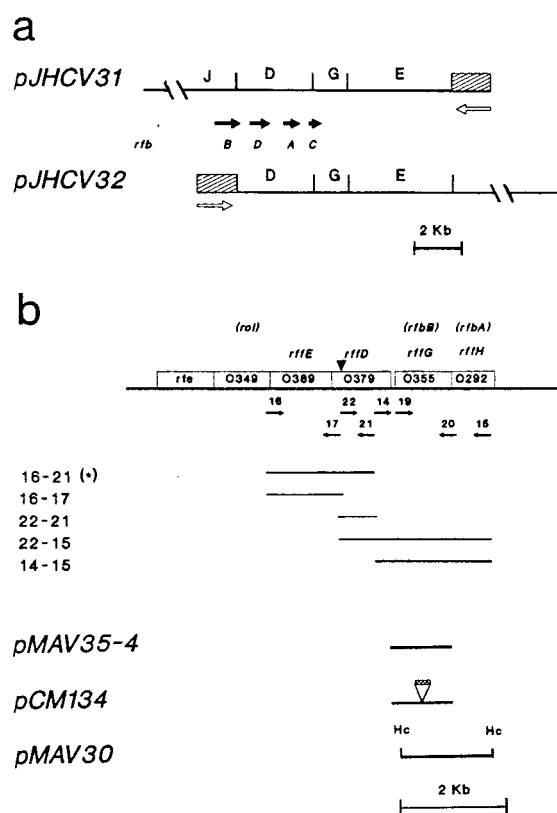 a
pJHCV31
J D G E
rfb B D A C
pJHCV32
D G E
2 Kb
b
(rol) (rfbB) (rfbA)
rffE rffD rffG rffH
rfe O349 O389 O379 O355 O292
16 22 14 19
17 21 20 15
16-21 (*)
16-17
22-21
22-15
14-15
pMAV35-4
pCM134
Hc Hc
pMAV30
2 Kb